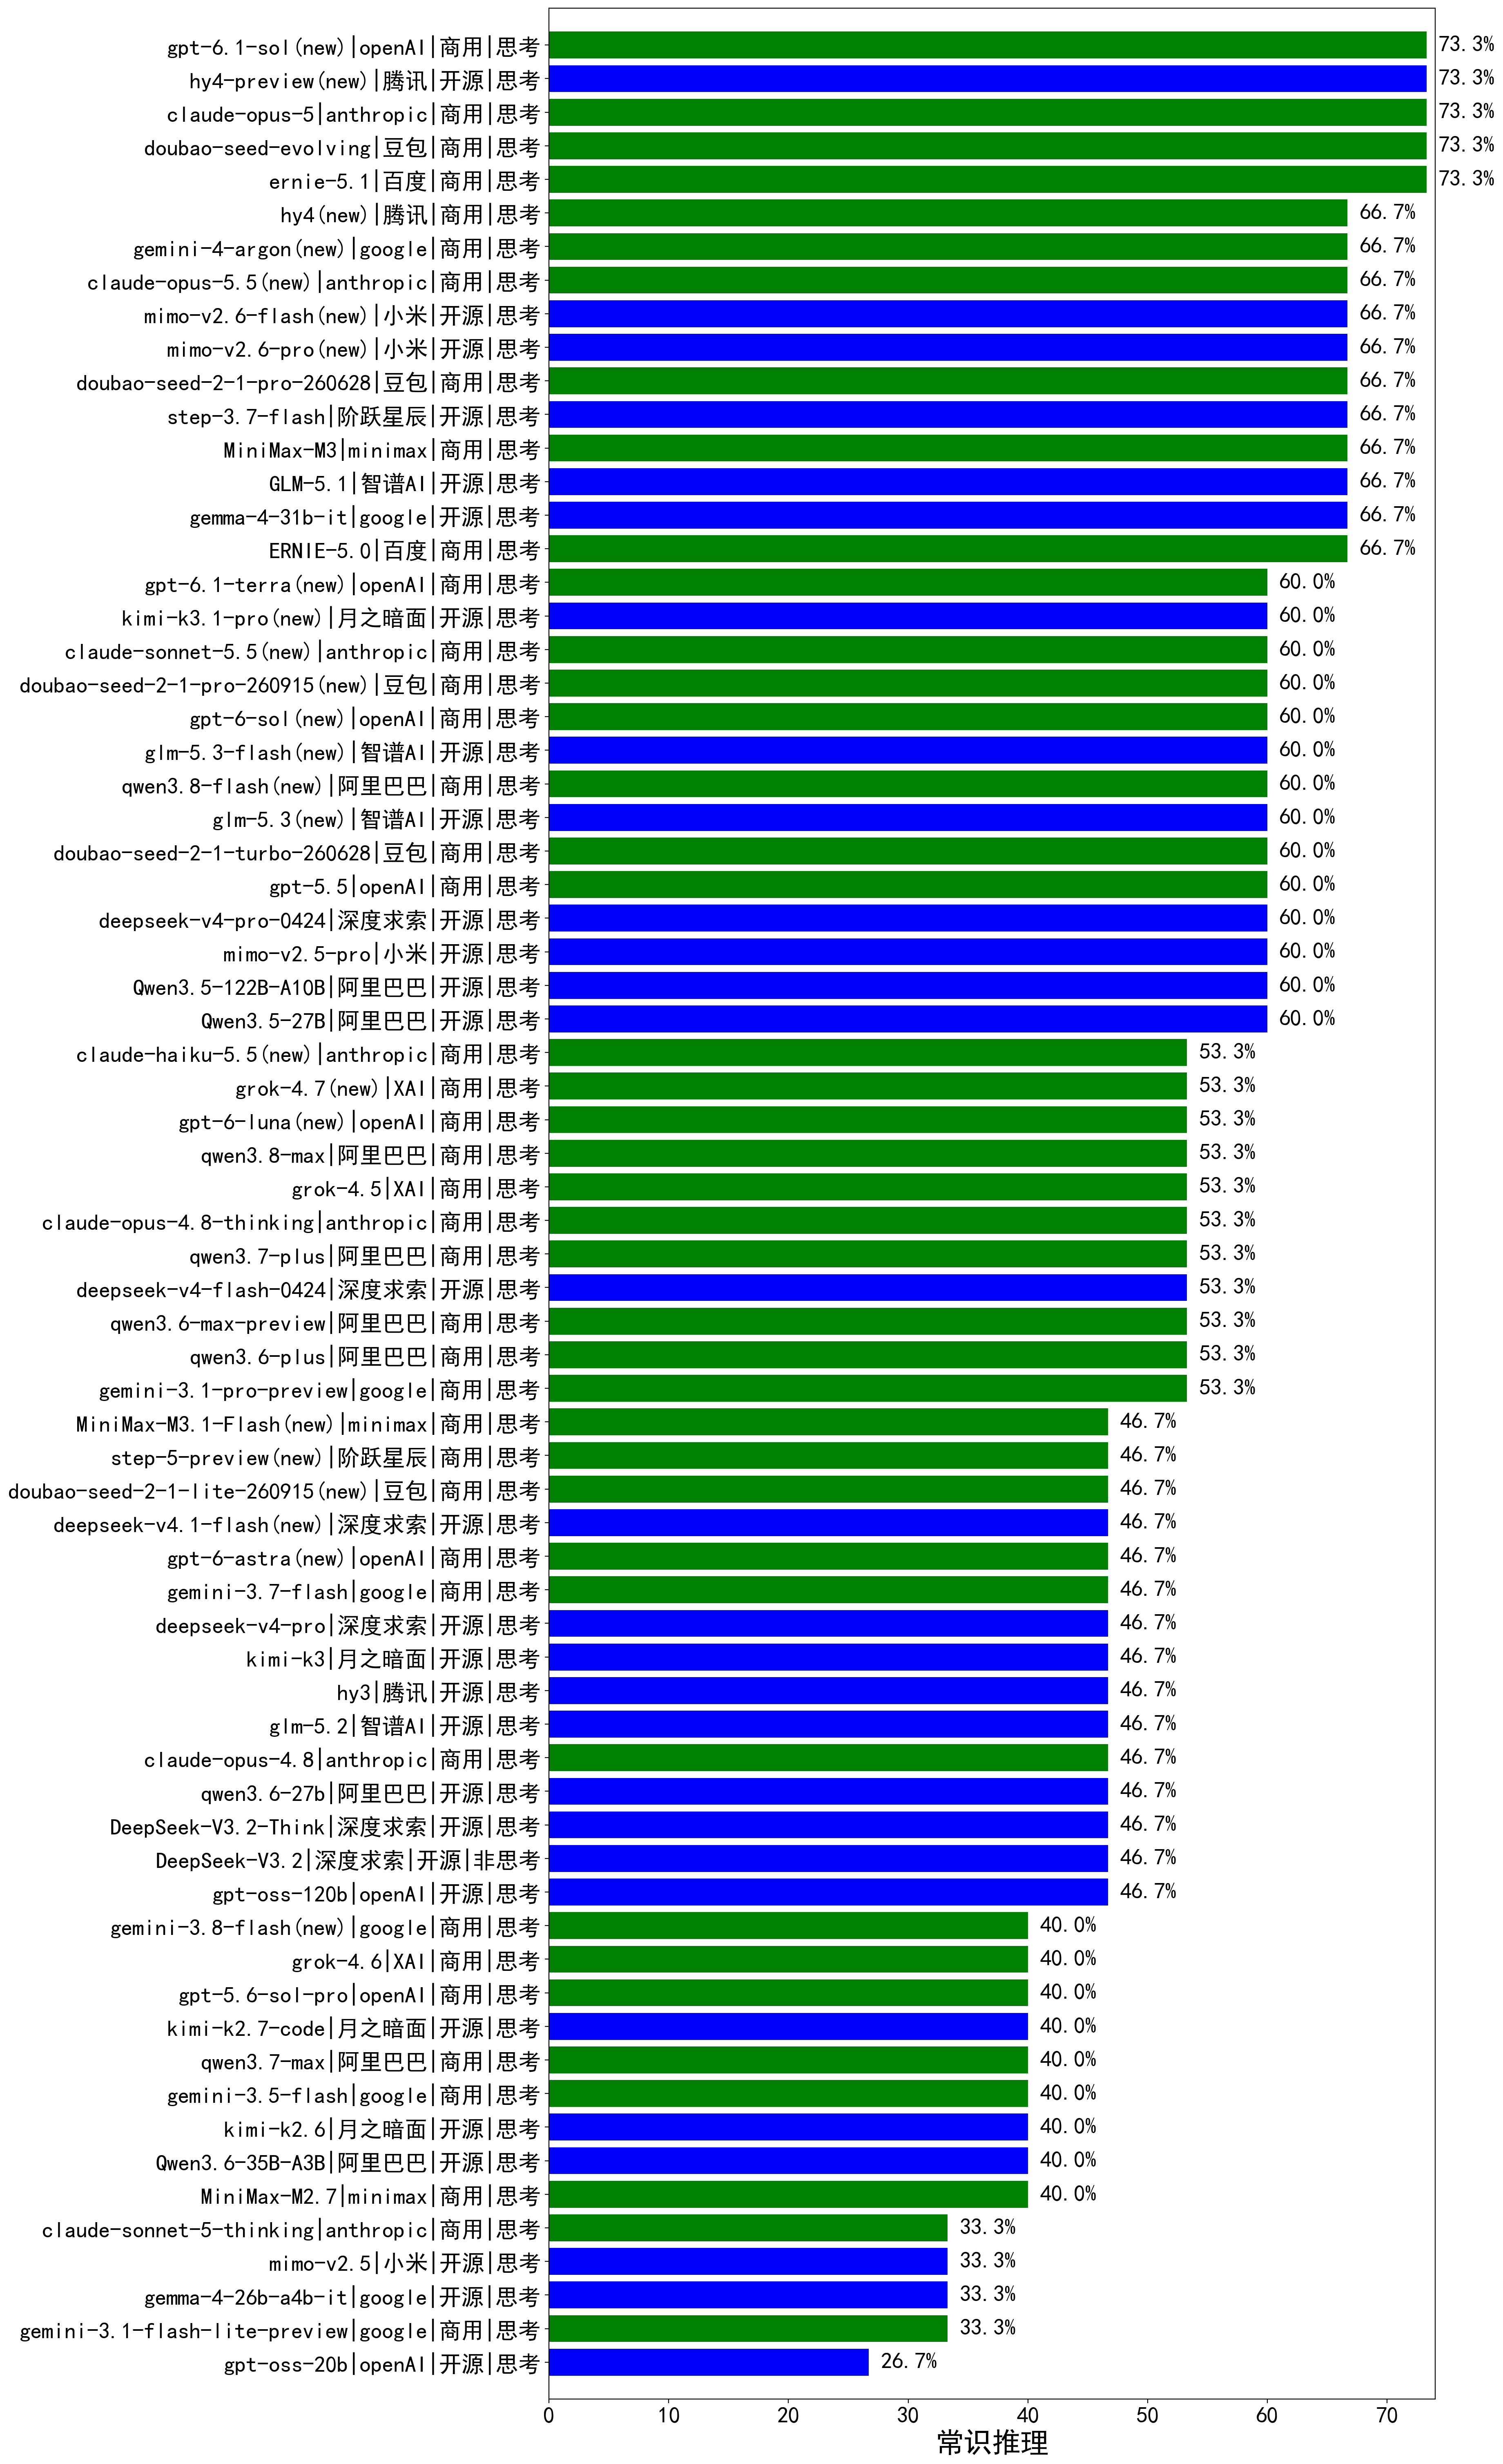 gpt-6.1-sol(new)|openAI|商用|思考 73.3%
hy4-preview(new)|腾讯|开源|思考 73.3%
claude-opus-5|anthropic|商用|思考 73.3%
doubao-seed-evolving|豆包|商用|思考 73.3%
ernie-5.1|百度|商用|思考 73.3%
hy4(new)|腾讯|商用|思考 66.7%
gemini-4-argon(new)|google|商用|思考 66.7%
claude-opus-5.5(new)|anthropic|商用|思考 66.7%
mimo-v2.6-flash(new)|小米|开源|思考 66.7%
mimo-v2.6-pro(new)|小米|开源|思考 66.7%
doubao-seed-2-1-pro-260628|豆包|商用|思考 66.7%
step-3.7-flash|阶跃星辰|开源|思考 66.7%
MiniMax-M3|minimax|商用|思考 66.7%
GLM-5.1|智谱AI|开源|思考 66.7%
gemma-4-31b-it|google|开源|思考 66.7%
ERNIE-5.0|百度|商用|思考 66.7%
gpt-6.1-terra(new)|openAI|商用|思考 60.0%
kimi-k3.1-pro(new)|月之暗面|开源|思考 60.0%
claude-sonnet-5.5(new)|anthropic|商用|思考 60.0%
doubao-seed-2-1-pro-260915(new)|豆包|商用|思考 60.0%
gpt-6-sol(new)|openAI|商用|思考 60.0%
glm-5.3-flash(new)|智谱AI|开源|思考 60.0%
qwen3.8-flash(new)|阿里巴巴|商用|思考 60.0%
glm-5.3(new)|智谱AI|开源|思考 60.0%
doubao-seed-2-1-turbo-260628|豆包|商用|思考 60.0%
gpt-5.5|openAI|商用|思考 60.0%
deepseek-v4-pro-0424|深度求索|开源|思考 60.0%
mimo-v2.5-pro|小米|开源|思考 60.0%
Qwen3.5-122B-A10B|阿里巴巴|开源|思考 60.0%
Qwen3.5-27B|阿里巴巴|开源|思考 60.0%
claude-haiku-5.5(new)|anthropic|商用|思考 53.3%
grok-4.7(new)|XAI|商用|思考 53.3%
gpt-6-luna(new)|openAI|商用|思考 53.3%
qwen3.8-max|阿里巴巴|商用|思考 53.3%
grok-4.5|XAI|商用|思考 53.3%
claude-opus-4.8-thinking|anthropic|商用|思考 53.3%
qwen3.7-plus|阿里巴巴|商用|思考 53.3%
deepseek-v4-flash-0424|深度求索|开源|思考 53.3%
qwen3.6-max-preview|阿里巴巴|商用|思考 53.3%
qwen3.6-plus|阿里巴巴|商用|思考 53.3%
gemini-3.1-pro-preview|google|商用|思考 53.3%
MiniMax-M3.1-Flash(new)|minimax|商用|思考 46.7%
step-5-preview(new)|阶跃星辰|商用|思考 46.7%
doubao-seed-2-1-lite-260915(new)|豆包|商用|思考 46.7%
deepseek-v4.1-flash(new)|深度求索|开源|思考 46.7%
gpt-6-astra(new)|openAI|商用|思考 46.7%
gemini-3.7-flash|google|商用|思考 46.7%
deepseek-v4-pro|深度求索|开源|思考 46.7%
kimi-k3|月之暗面|开源|思考 46.7%
hy3|腾讯|开源|思考 46.7%
glm-5.2|智谱AI|开源|思考 46.7%
claude-opus-4.8|anthropic|商用|思考 46.7%
qwen3.6-27b|阿里巴巴|开源|思考 46.7%
DeepSeek-V3.2-Think|深度求索|开源|思考 46.7%
DeepSeek-V3.2|深度求索|开源|非思考 46.7%
gpt-oss-120b|openAI|开源|思考 46.7%
gemini-3.8-flash(new)|google|商用|思考 40.0%
grok-4.6|XAI|商用|思考 40.0%
gpt-5.6-sol-pro|openAI|商用|思考 40.0%
kimi-k2.7-code|月之暗面|开源|思考 40.0%
qwen3.7-max|阿里巴巴|商用|思考 40.0%
gemini-3.5-flash|google|商用|思考 40.0%
kimi-k2.6|月之暗面|开源|思考 40.0%
Qwen3.6-35B-A3B|阿里巴巴|开源|思考 40.0%
MiniMax-M2.7|minimax|商用|思考 40.0%
claude-sonnet-5-thinking|anthropic|商用|思考 33.3%
mimo-v2.5|小米|开源|思考 33.3%
gemma-4-26b-a4b-it|google|开源|思考 33.3%
gemini-3.1-flash-lite-preview|google|商用|思考 33.3%
gpt-oss-20b|openAI|开源|思考 26.7%
0 10 20 30 40 50 60 70
常识推理